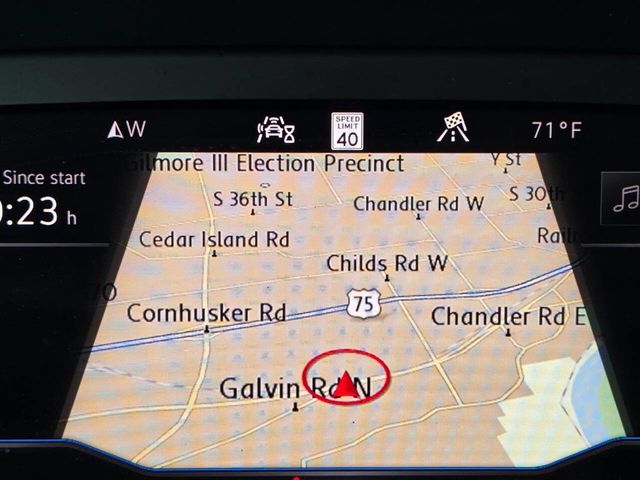 W
SPEED
LIMIT
40
71°F
Since start
0:23 h
Gilmore III Election Precinct
Y St
S 36th St
Chandler Rd W
S 30th
Cedar Island Rd
Childs Rd W
75
Cornhusker Rd
Chandler Rd E
Galvin Rd N